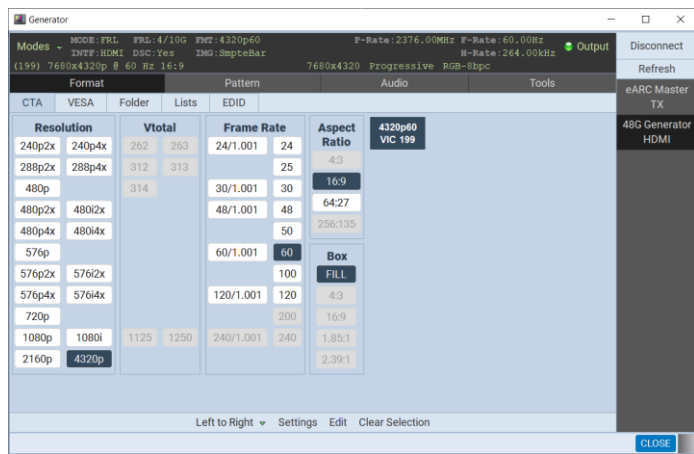 Generator
Modes
MODE:FRL FRL:4/10G FMT:4320p60 P-Rate:2376.00MHz F-Rate:60.00Hz
INTF:HDMI DSC:Yes IMG:SmpteBar H-Rate:264.00kHz
Output
(199) 7680x4320p @ 60 Hz 16:9 7680x4320 Progressive RGB-8bpc
Disconnect
Refresh
eARC Master
TX
48G Generator
HDMI
Format Pattern Audio Tools
CTA VESA Folder Lists EDID
Resolution
240p2x 240p4x
288p2x 288p4x
480p
480p2x 480i2x
480p4x 480i4x
576p
576p2x 576i2x
576p4x 576i4x
720p
1080p 1080i
2160p 4320p
Vtotal
262 263
312 313
314
1125 1250
Frame Rate
24/1.001 24
25
30/1.001 30
48/1.001 48
50
60/1.001 60
100
120/1.001 120
200
240/1.001 240
Aspect
Ratio
4:3
16:9
64:27
256:135
Box
FILL
4:3
16:9
1.85:1
2.39:1
4320p60
VIC 199
Left to Right Settings Edit Clear Selection
CLOSE